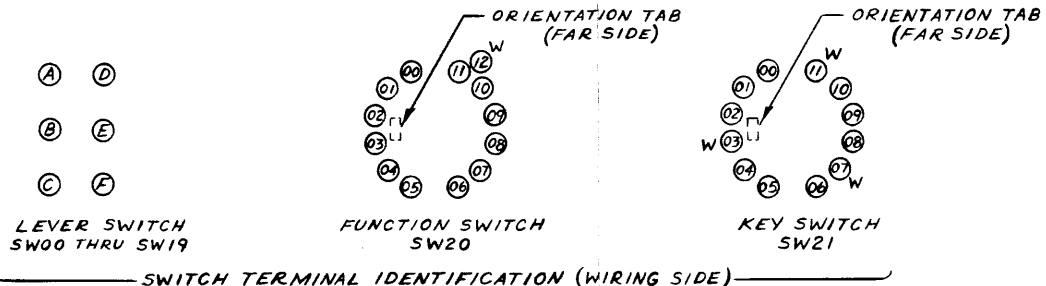 ORIENTATION TAB
(FAR SIDE)
ORIENTATION TAB
(FAR SIDE)
A D
B E
C F
W
00 11 12
01 10
02 09
03 08
04 07
05 06
W
00 11
01 10
02 09
W 03 08
04 07 W
05 06
LEVER SWITCH
SW00 THRU SW19
FUNCTION SWITCH
SW20
KEY SWITCH
SW21
SWITCH TERMINAL IDENTIFICATION (WIRING SIDE)